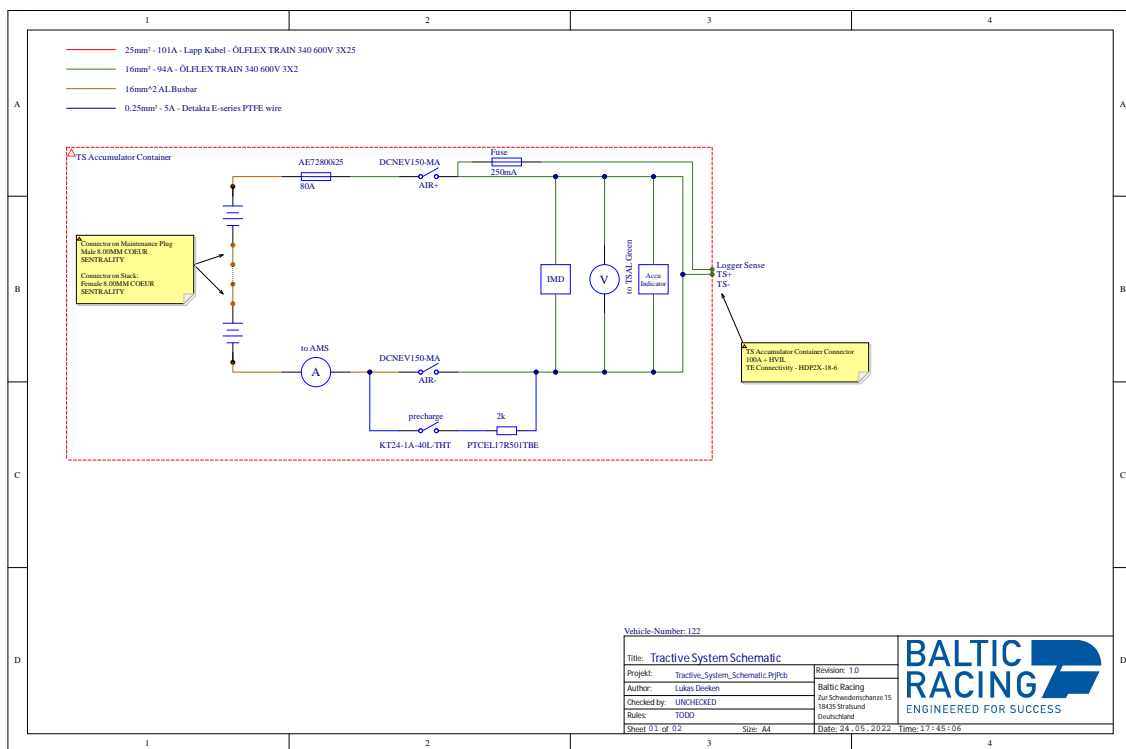 1 2 3 4
25mm² - 101A - Lapp Kabel - ÖLFLEX TRAIN 340 600V 3X25
16mm² - 94A - ÖLFLEX TRAIN 340 600V 3X2
16mm^2 AL Busbar
0.25mm² - 5A - Detakta E-series PTFE wire
A A
TS Accumulator Container
AE72800i25
80A
DCNEV150-MA
AIR+
Fuse
250mA
B B
Connector on Maintenance Plug
Male 8.00MM COEUR
SENTRALITY
Connector on Stack:
Female 8.00MM COEUR
SENTRALITY
IMD
V
to TSAL Green
Accu
Indicator
Logger Sense
TS+
TS-
to AMS
A
DCNEV150-MA
AIR-
TS Accumulator Container Connector
100A + HVIL
TE Connectivity - HDP2X-18-6
precharge
KT24-1A-40L-THT
2k
PTCEL17R501TBE
C C
D D
Vehicle-Number: 122
Title: Tractive System Schematic
Projekt: Tractive_System_Schematic.PrjPcb
Revision: 1.0
Author: Lukas Deeken
Checked by: UNCHECKED
Rules: TODO
Baltic Racing
Zur Schwedenschanze 15
18435 Stralsund
Deutschland
Sheet 01 of 02 Size: A4
Date: 24.05.2022 Time: 17:45:06
BALTIC
RACING
ENGINEERED FOR SUCCESS
1 2 3 4